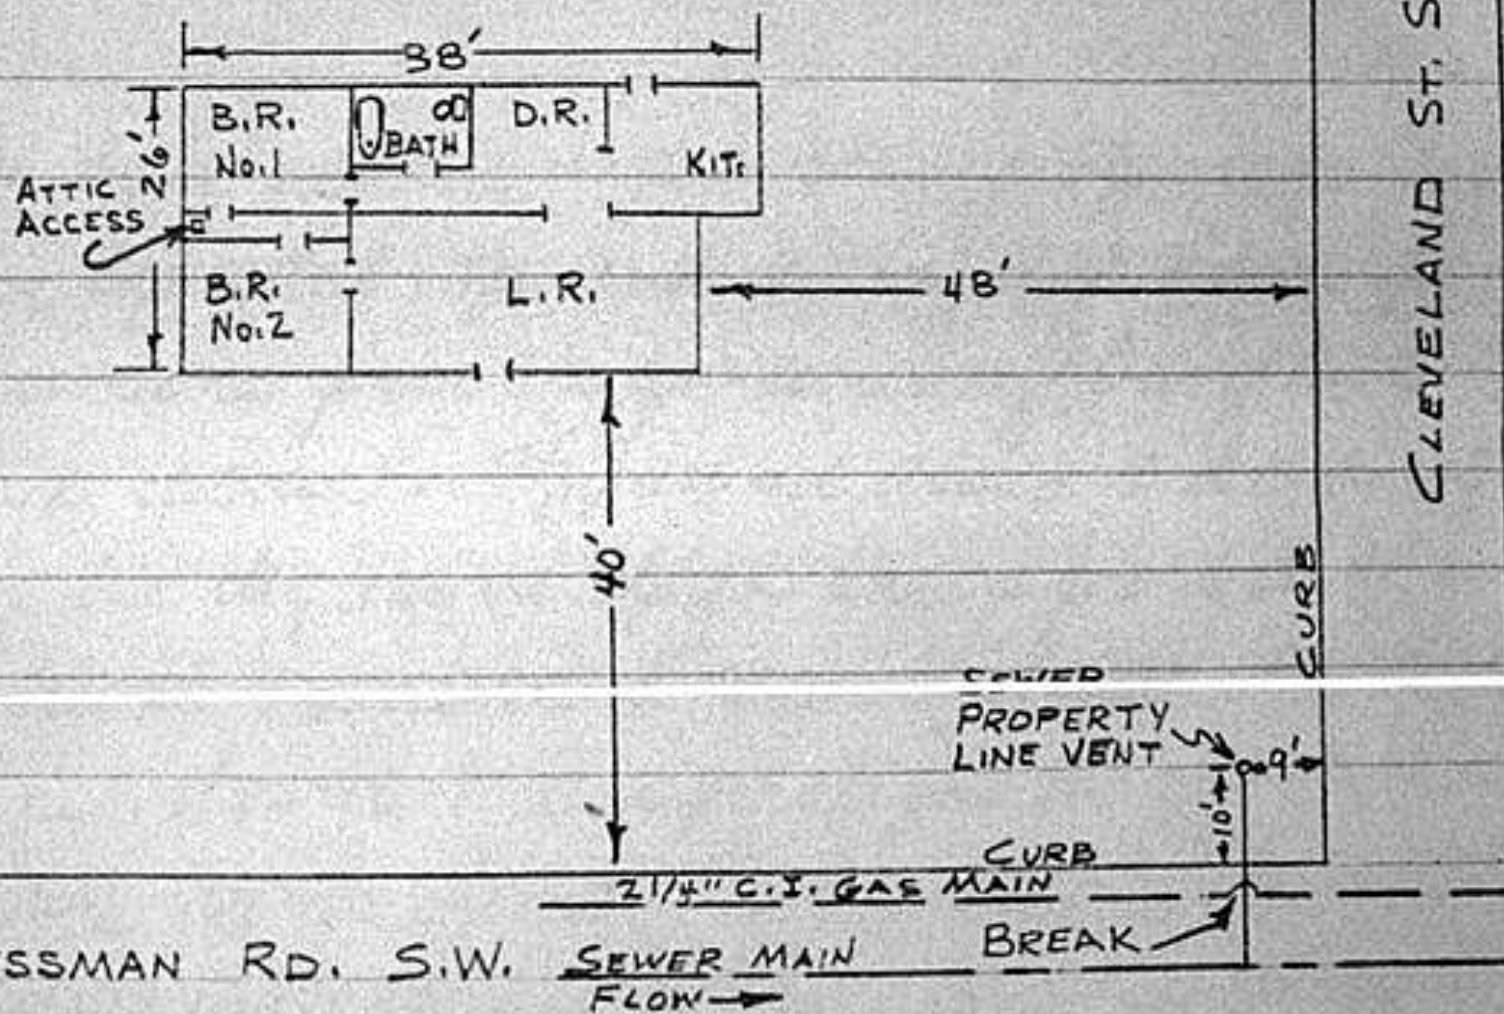 38'
B.R.
No.1
BATH
D.R.
KIT.
26'
ATTIC
ACCESS
B.R.
No.2
L.R.
48'
CLEVELAND ST. S
40'
CURB
SEWER
PROPERTY
LINE VENT
9'
10'
CURB
2 1/4" C.I. GAS MAIN
BREAK
SSMAN RD. S.W.
SEWER MAIN
FLOW